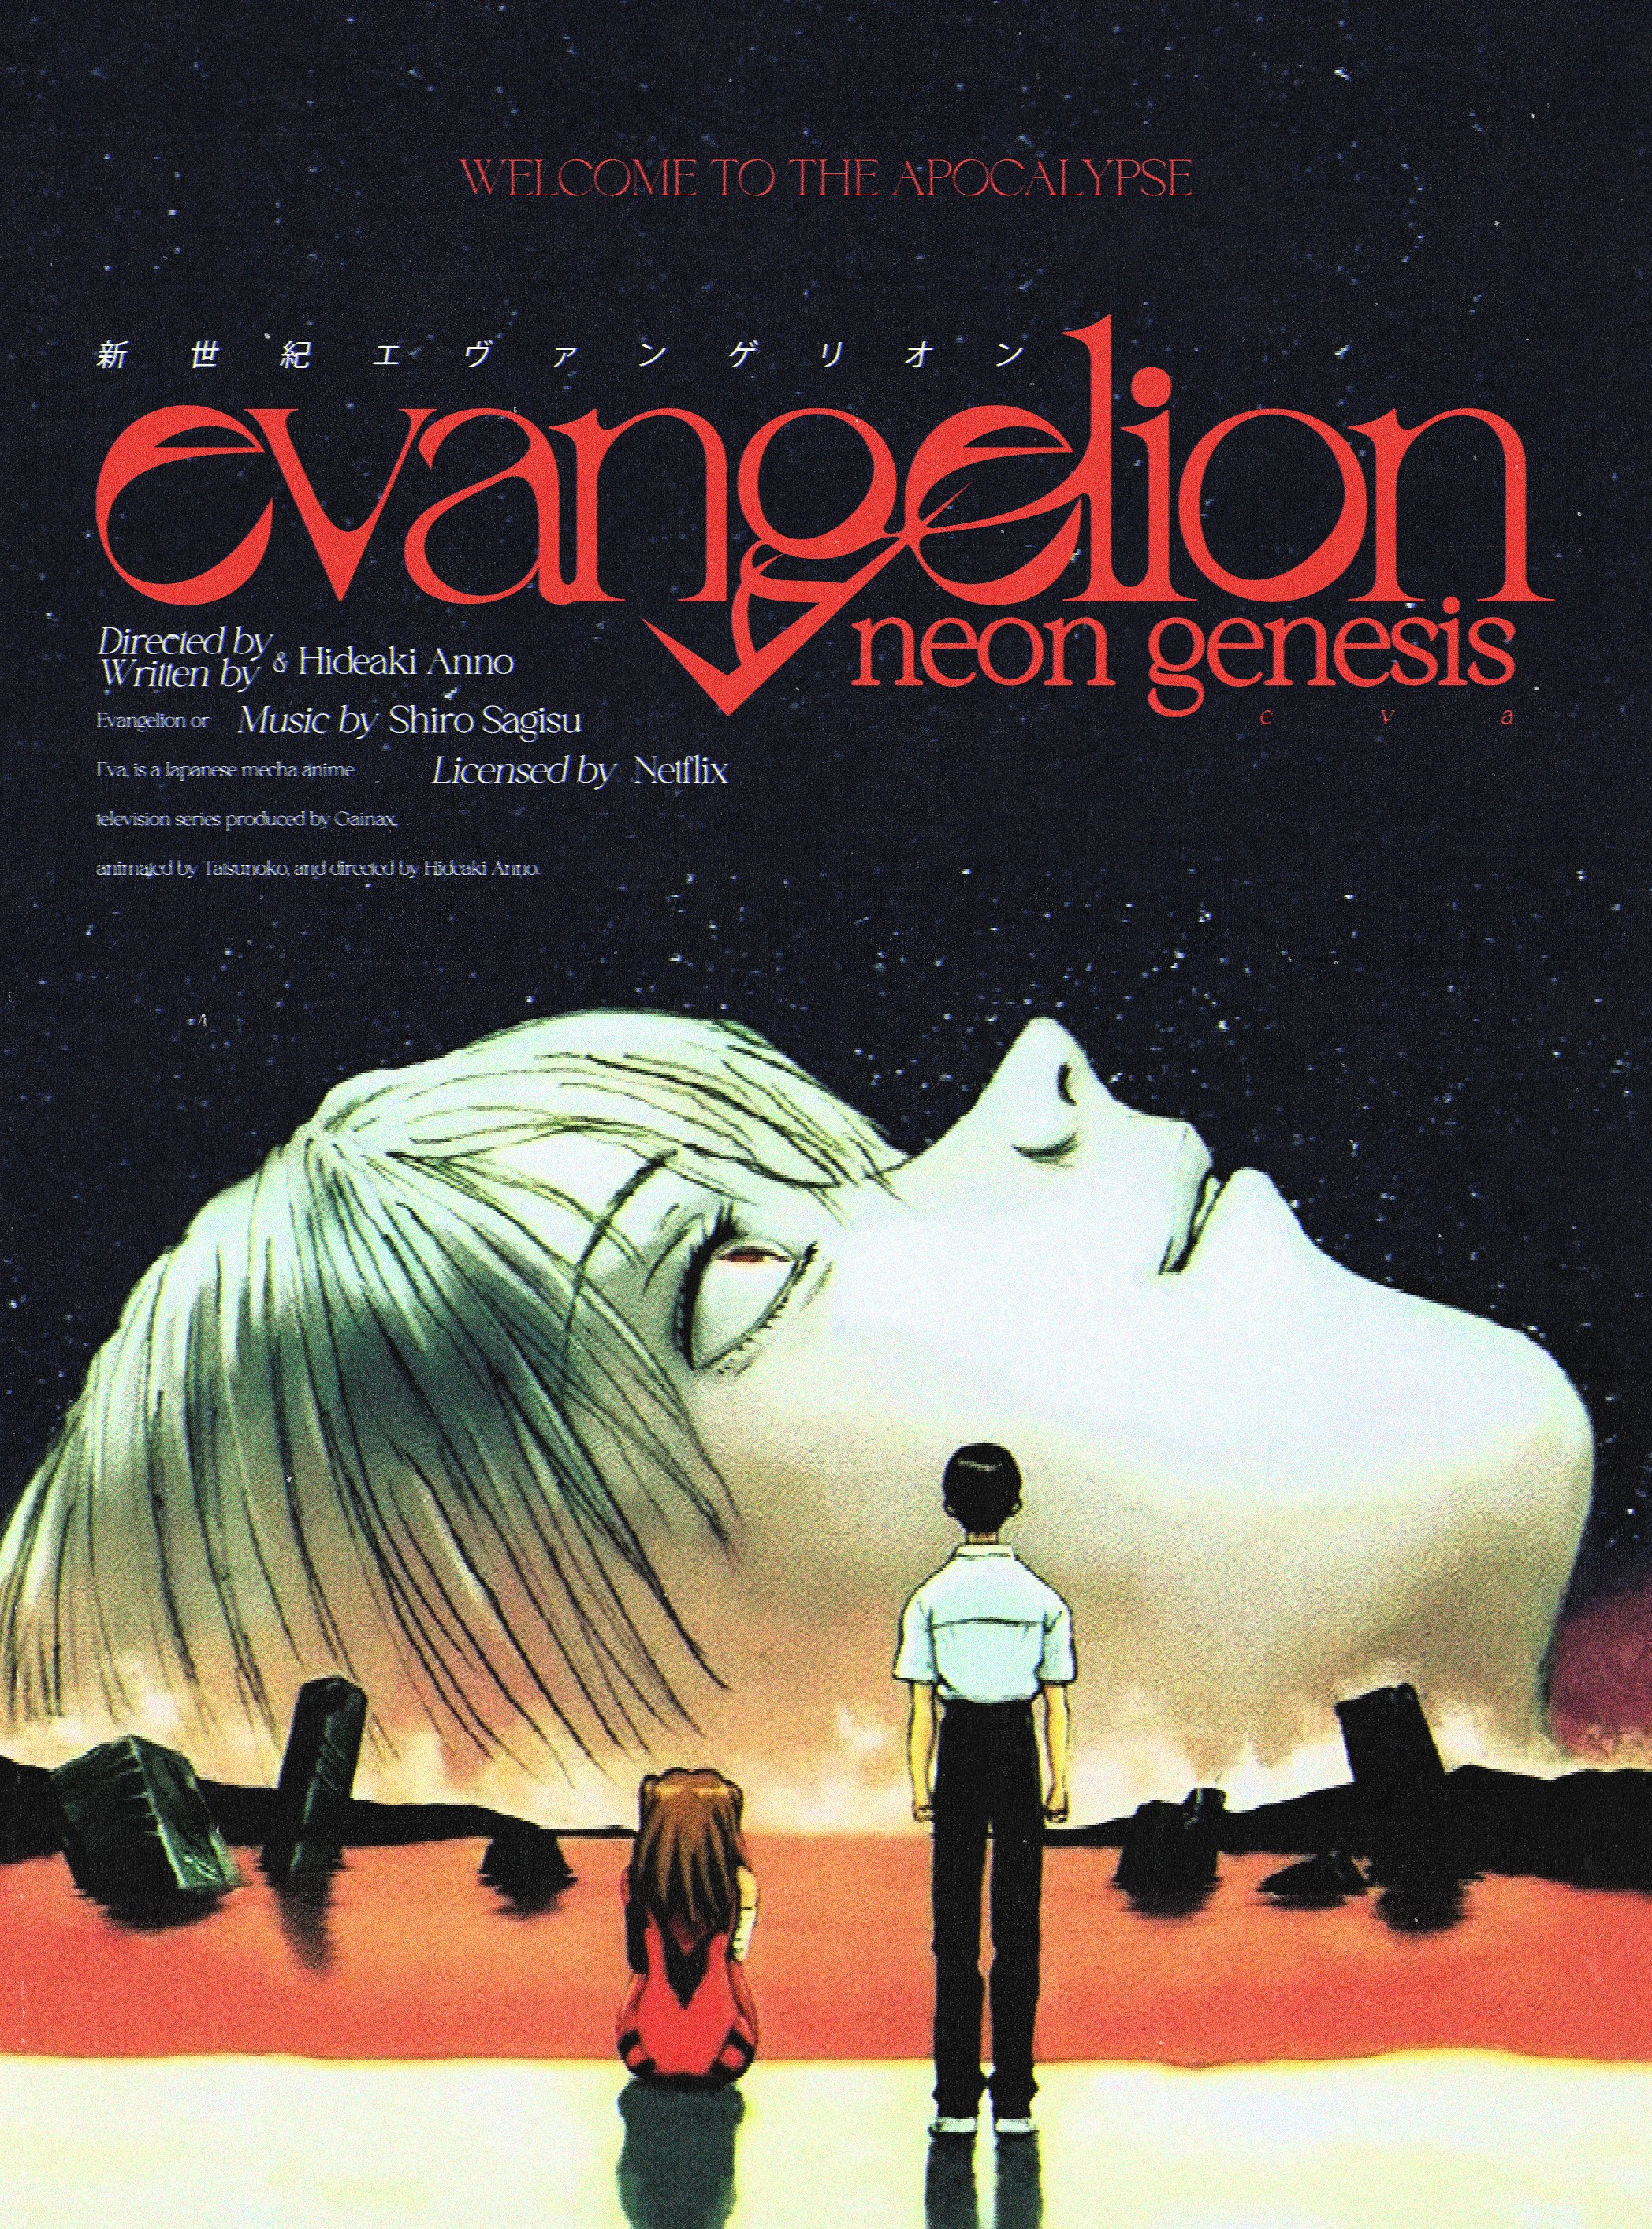 WELCOME TO THE APOCALYPSE
新世紀エヴァンゲリオン
evangelion
neon genesis
eva
Directed by
Written by & Hideaki Anno
Evangelion or Music by Shiro Sagisu
Eva, is a Japanese mecha anime Licensed by Netflix
television series produced by Gainax,
animated by Tatsunoko, and directed by Hideaki Anno.